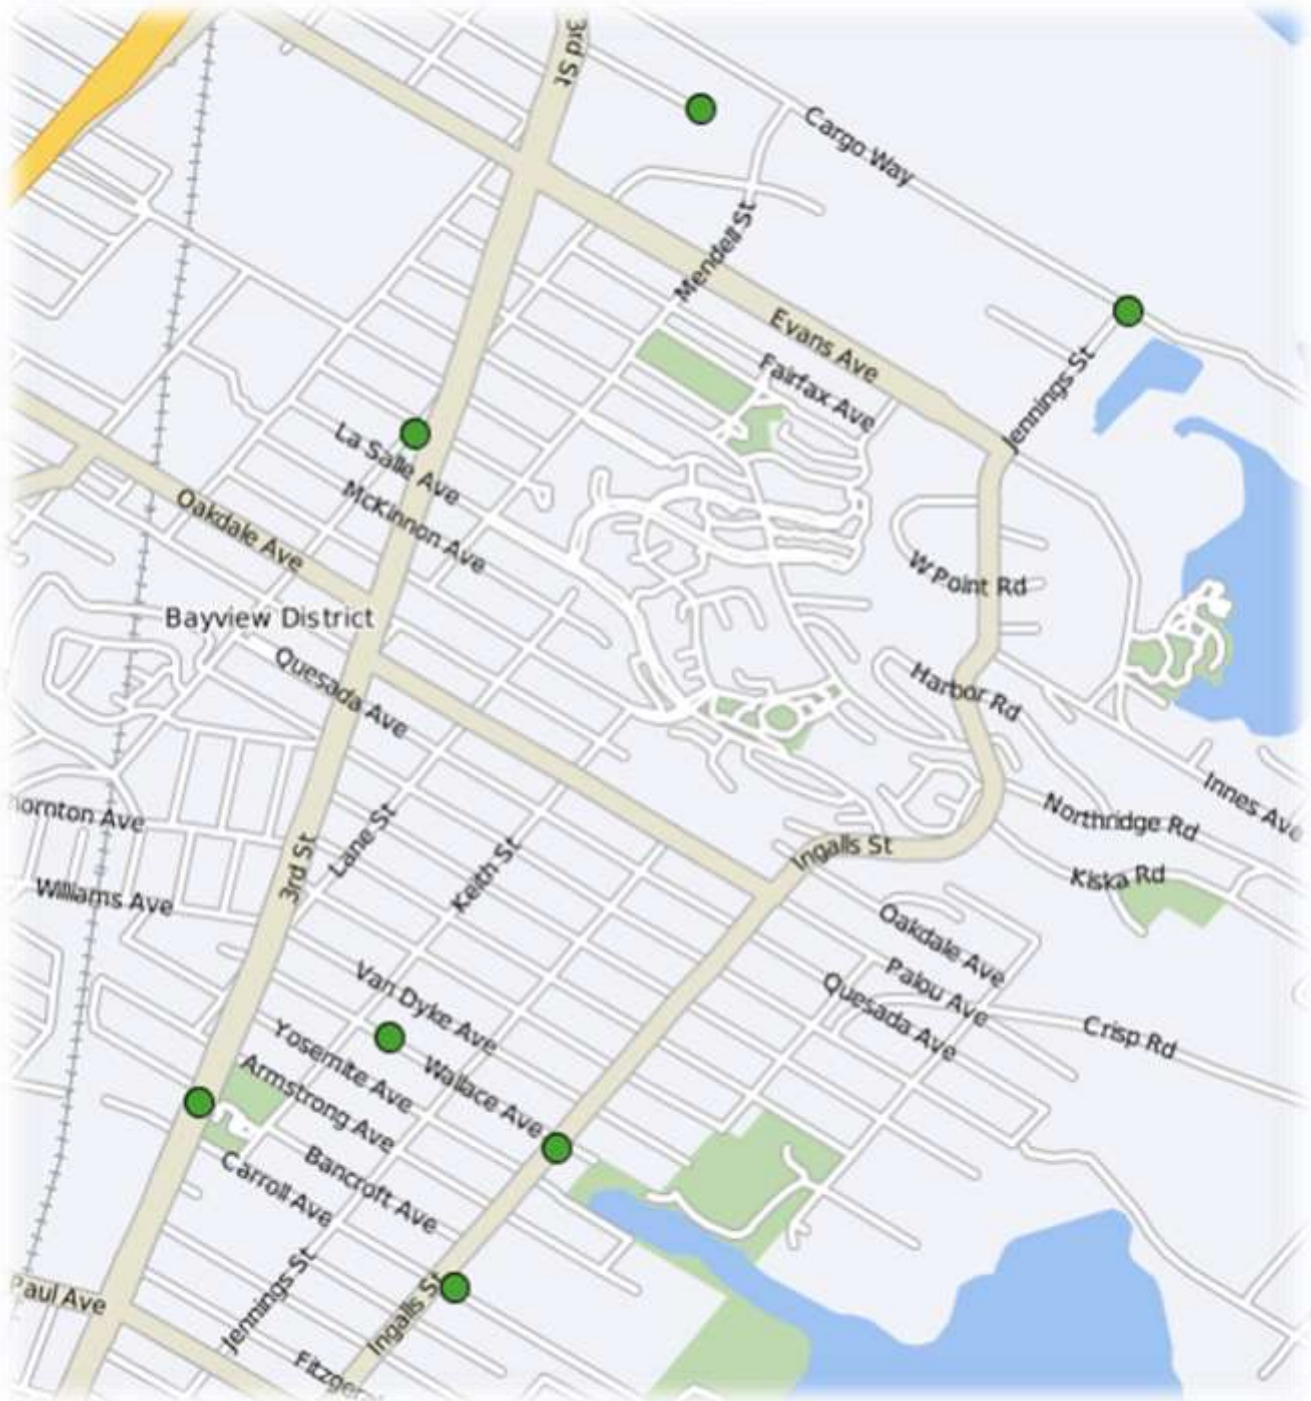 3rd St
Cargo Way
Mendell St
Evans Ave
Jennings St
Fairfax Ave
La Salle Ave
McKinnon Ave
Oakdale Ave
W Point Rd
Bayview District
Quesada Ave
Harbor Rd
Innes Ave
Northridge Rd
hornton Ave
Lane St
3rd St
Keith St
Ingalls St
Kiska Rd
Williams Ave
Oakdale Ave
Palou Ave
Quesada Ave
Van Dyke Ave
Crisp Rd
Yosemite Ave
Wallace Ave
Armstrong Ave
Bancroft Ave
Carroll Ave
Paul Ave
Jennings St
Ingalls St